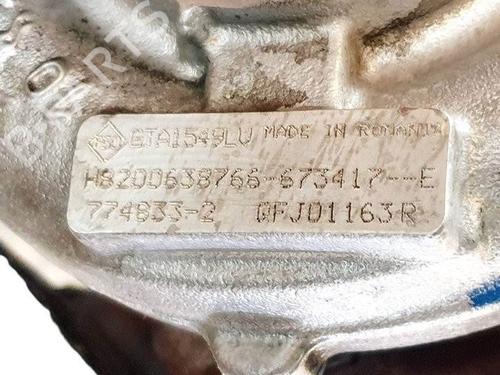 GTA1549LV MADE IN ROMANIA
H8200638766-673417--E
774833-2 GFJ01163R